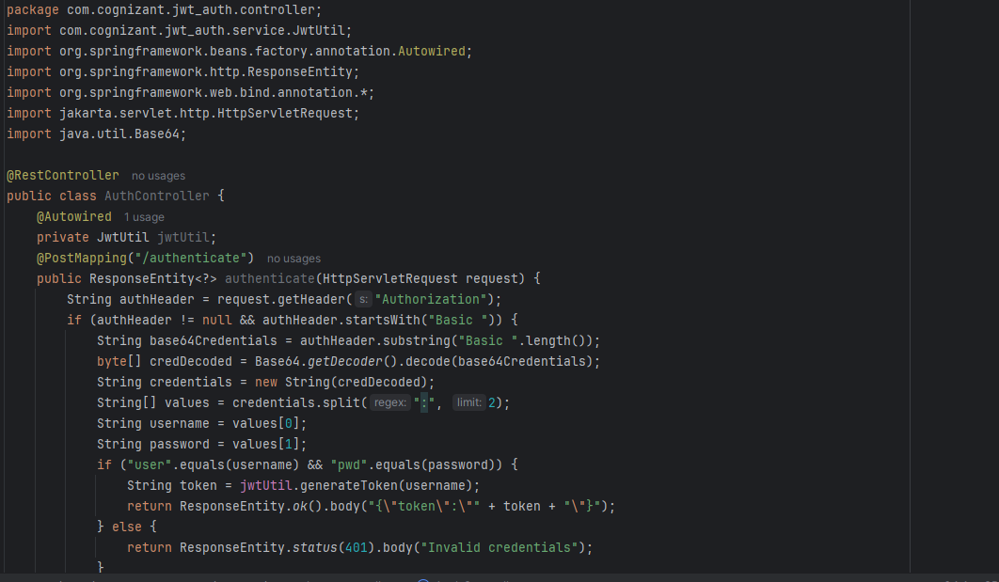 package com.cognizant.jwt_auth.controller;
import com.cognizant.jwt_auth.service.JwtUtil;
import org.springframework.beans.factory.annotation.Autowired;
import org.springframework.http.ResponseEntity;
import org.springframework.web.bind.annotation.*;
import jakarta.servlet.http.HttpServletRequest;
import java.util.Base64;

@RestController no usages
public class AuthController {
    @Autowired 1 usage
    private JwtUtil jwtUtil;
    @PostMapping("/authenticate") no usages
    public ResponseEntity<?> authenticate(HttpServletRequest request) {
        String authHeader = request.getHeader( s: "Authorization");
        if (authHeader != null && authHeader.startsWith("Basic ")) {
            String base64Credentials = authHeader.substring("Basic ".length());
            byte[] credDecoded = Base64.getDecoder().decode(base64Credentials);
            String credentials = new String(credDecoded);
            String[] values = credentials.split( regex: ":", limit: 2);
            String username = values[0];
            String password = values[1];
            if ("user".equals(username) && "pwd".equals(password)) {
                String token = jwtUtil.generateToken(username);
                return ResponseEntity.ok().body("{\"token\":\"" + token + "\"}");
            } else {
                return ResponseEntity.status(401).body("Invalid credentials");
            }